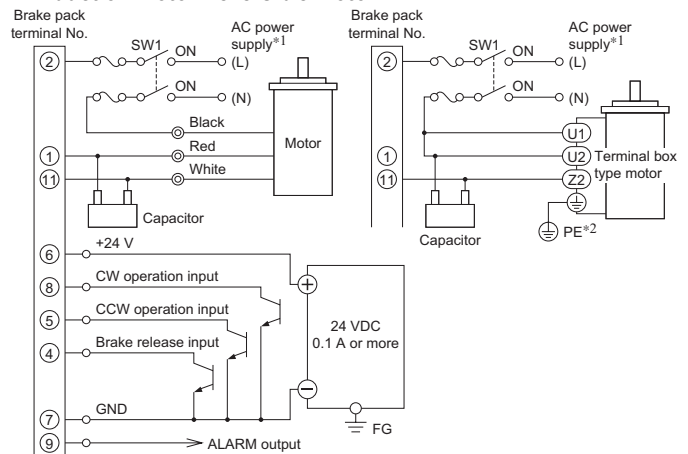 Brake pack
terminal No.
SW1
ON
AC power
supply*1
2
(L)
ON
(N)
Black
Red
White
1
11
Motor
Capacitor
Brake pack
terminal No.
SW1
ON
AC power
supply*1
2
(L)
ON
(N)
U1
1
U2
Terminal box
type motor
11
Z2
PE*2
Capacitor
6
+24 V
8
CW operation input
5
CCW operation input
4
Brake release input
24 VDC
0.1 A or more
7
GND
FG
9
ALARM output